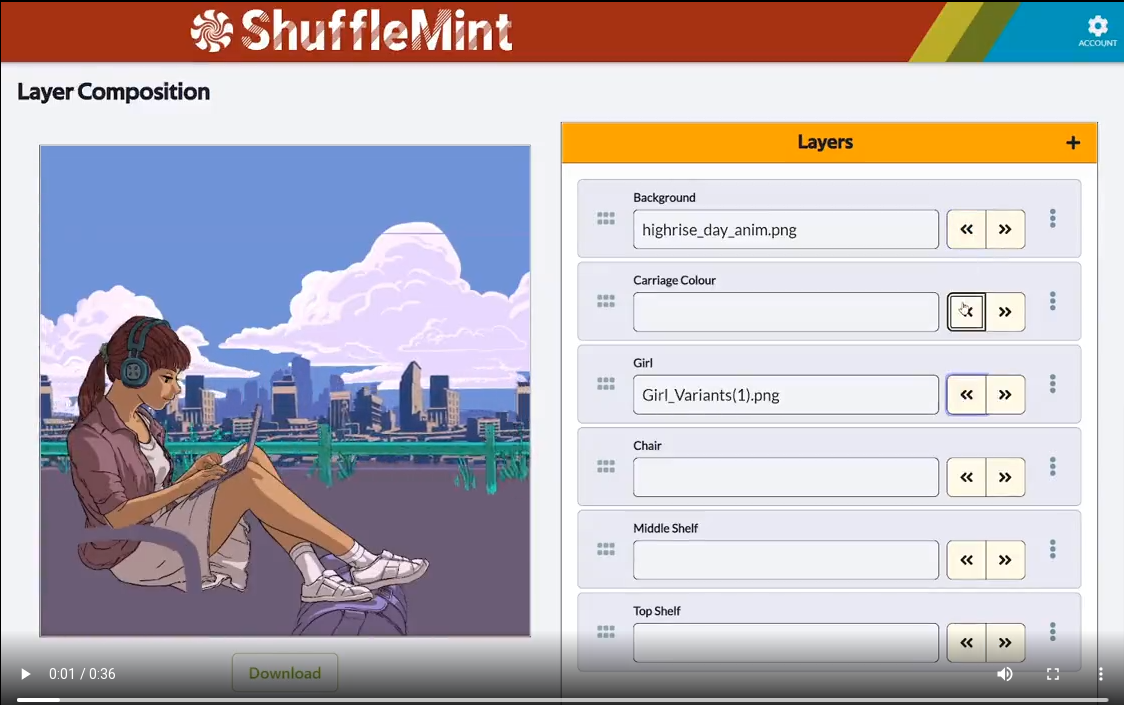 ShuffleMint
ACCOUNT
Layer Composition
Layers +
Background
highrise_day_anim.png « »
Carriage Colour
»
Girl
Girl_Variants(1).png « »
Chair
« »
Middle Shelf
« »
Top Shelf
« »
0:01 / 0:36
Download